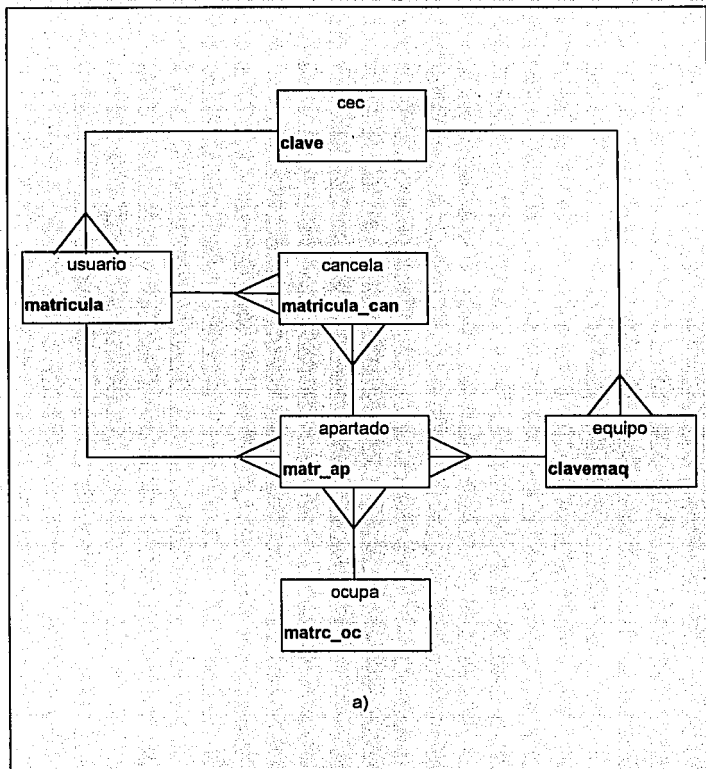 cec
clave
usuario
matricula
cancela
matricula_can
apartado
matr_ap
equipo
clavemaq
ocupa
matrc_oc
a)